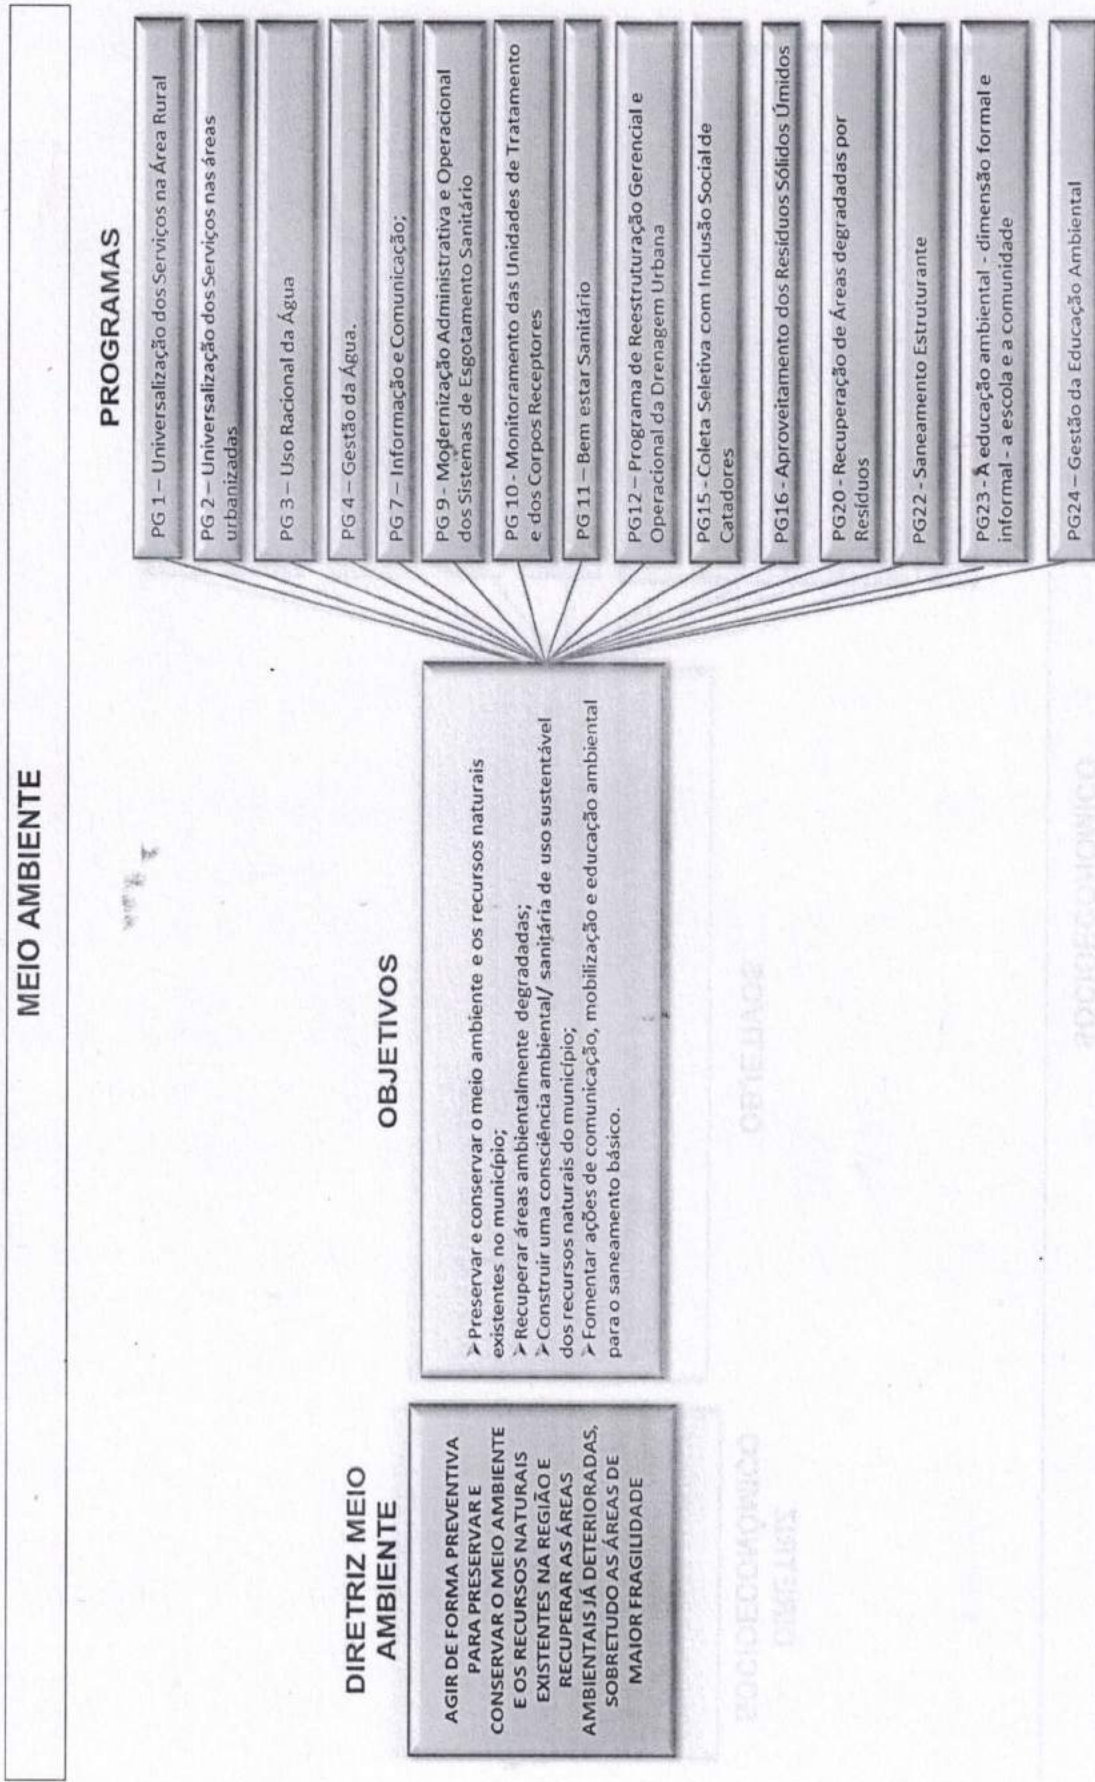 MEIO AMBIENTE
DIRETRIZ MEIO
AMBIENTE
AGIR DE FORMA PREVENTIVA
PARA PRESERVAR E
CONSERVAR O MEIO AMBIENTE
E OS RECURSOS NATURAIS
EXISTENTES NA REGIÃO E
RECUPERAR AS ÁREAS
AMBIENTAIS JÁ DETERIORADAS,
SOBRETUDO AS ÁREAS DE
MAIOR FRAGILIDADE
OBJETIVOS
➢Preservar e conservar o meio ambiente e os recursos naturais
existentes no município;
➢Recuperar áreas ambientalmente degradadas;
➢Construir uma consciência ambiental/ sanitária de uso sustentável
dos recursos naturais do município;
➢Fomentar ações de comunicação, mobilização e educação ambiental
para o saneamento básico.
PROGRAMAS
PG 1 – Universalização dos Serviços na Área Rural
PG 2 – Universalização dos Serviços nas áreas
urbanizadas
PG 3 – Uso Racional da Água
PG 4 – Gestão da Água.
PG 7 – Informação e Comunicação;
PG 9 - Modernização Administrativa e Operacional
dos Sistemas de Esgotamento Sanitário
PG 10 - Monitoramento das Unidades de Tratamento
e dos Corpos Receptores
PG 11 – Bem estar Sanitário
PG12 – Programa de Reestruturação Gerencial e
Operacional da Drenagem Urbana
PG15 - Coleta Seletiva com Inclusão Social de
Catadores
PG16 - Aproveitamento dos Resíduos Sólidos Úmidos
PG20 - Recuperação de Áreas degradadas por
Resíduos
PG22 - Saneamento Estruturante
PG23 - A educação ambiental - dimensão formal e
informal - a escola e a comunidade
PG24 – Gestão da Educação Ambiental